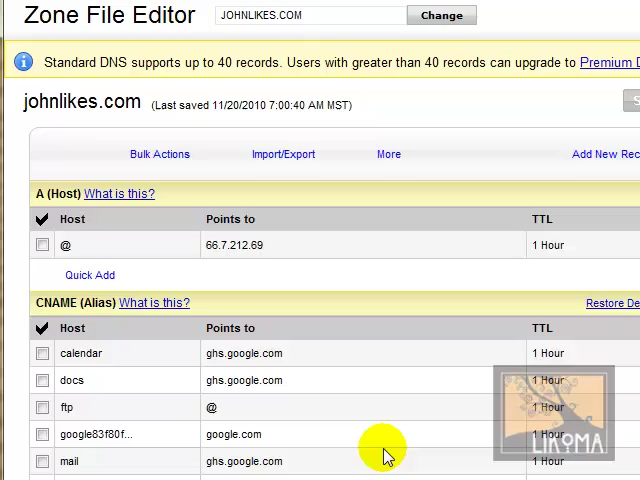 Zone File Editor JOHNLIKES.COM Change
Standard DNS supports up to 40 records. Users with greater than 40 records can upgrade to Premium D
johnlikes.com (Last saved 11/20/2010 7:00:40 AM MST) S
Bulk Actions Import/Export More Add New Rec
A (Host) What is this?
Host Points to TTL
@ 66.7.212.69 1 Hour
Quick Add
CNAME (Alias) What is this? Restore De
Host Points to TTL
calendar ghs.google.com 1 Hour
docs ghs.google.com 1 Hour
ftp @ 1 Hour
google83f80f... google.com 1 Hour
mail ghs.google.com 1 Hour
LIKOMA